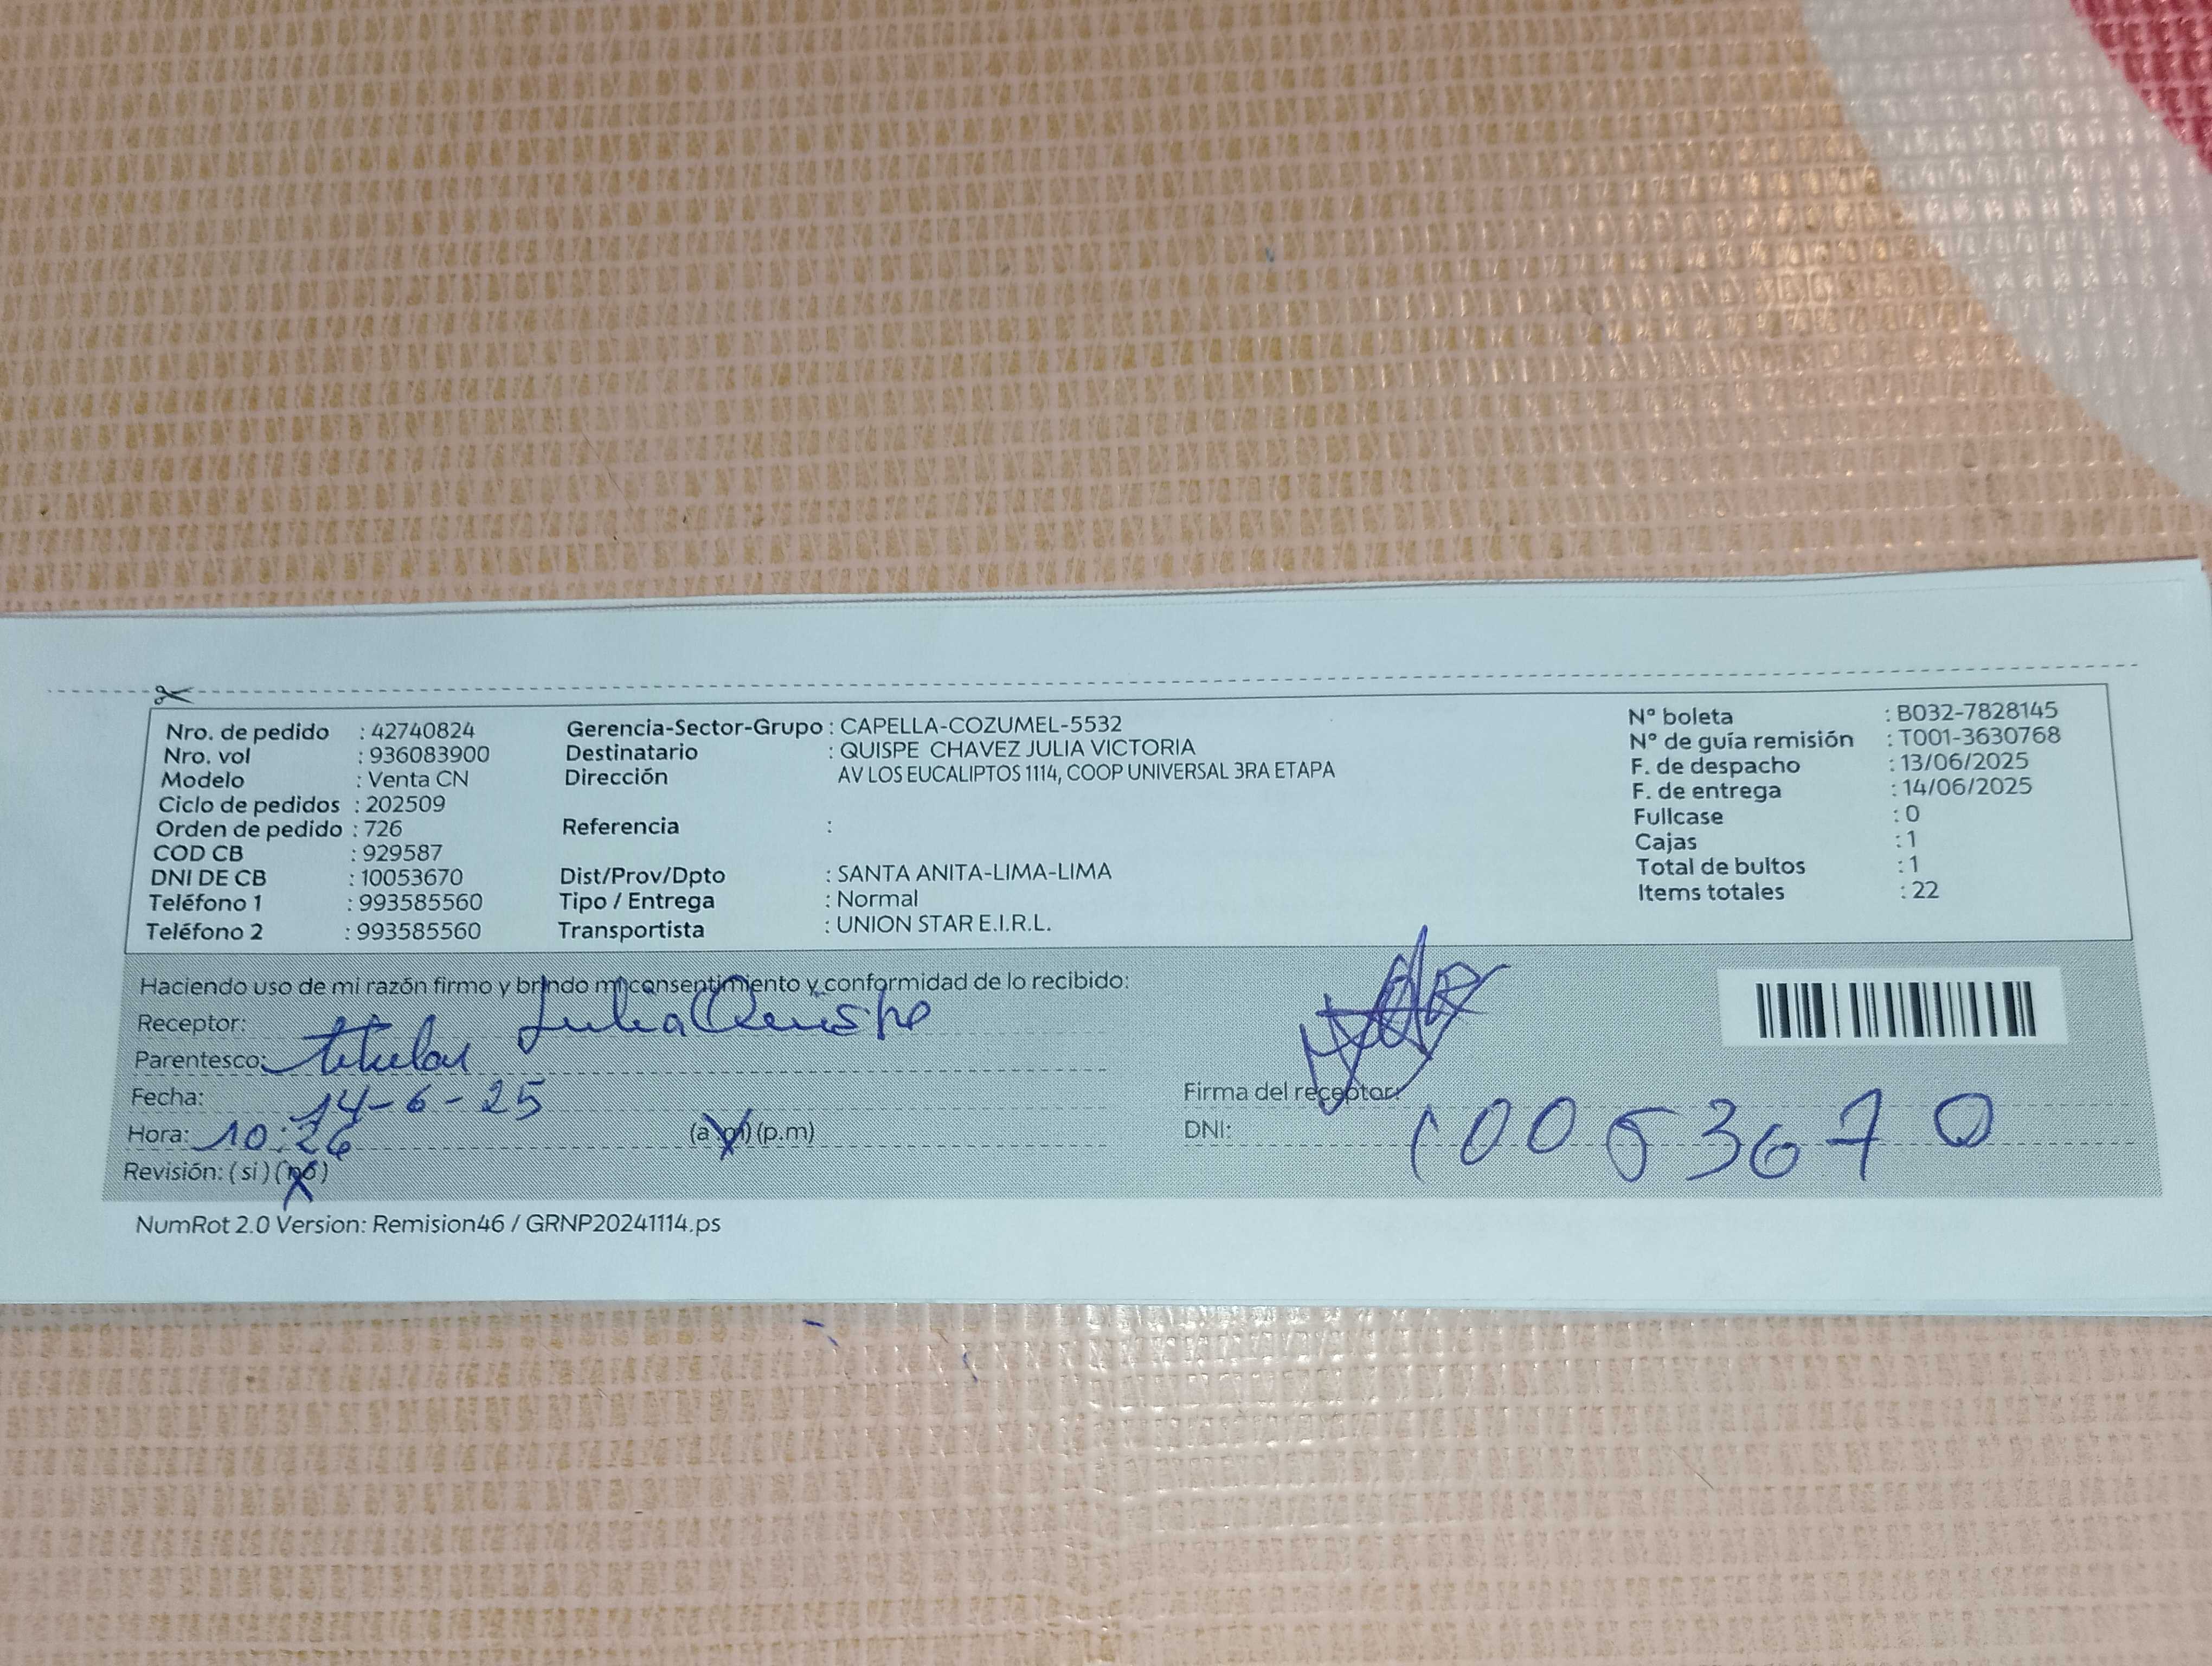 Nro. de pedido : 42740824
Nro. vol : 936083900
Modelo : Venta CN
Ciclo de pedidos : 202509
Orden de pedido : 726
COD CB : 929587
DNI DE CB : 10053670
Teléfono 1 : 993585560
Teléfono 2 : 993585560
Gerencia-Sector-Grupo : CAPELLA-COZUMEL-5532
Destinatario : QUISPE CHAVEZ JULIA VICTORIA
Dirección AV LOS EUCALIPTOS 1114, COOP UNIVERSAL 3RA ETAPA
Referencia :
Dist/Prov/Dpto : SANTA ANITA-LIMA-LIMA
Tipo / Entrega : Normal
Transportista : UNION STAR E.I.R.L.
Nº boleta : B032-7828145
Nº de guía remisión : T001-3630768
F. de despacho : 13/06/2025
F. de entrega : 14/06/2025
Fullcase : 0
Cajas : 1
Total de bultos : 1
Items totales : 22
Haciendo uso de mi razón firmo y brindo mi consentimiento y conformidad de lo recibido:
Receptor: Julia Quispe
Parentesco: titular
Fecha: 14-6-25
Hora: 10:26 (a.m) (p.m)
Revisión: (si) (no)
Firma del receptor:
DNI: 10053670
NumRot 2.0 Version: Remision46 / GRNP20241114.ps